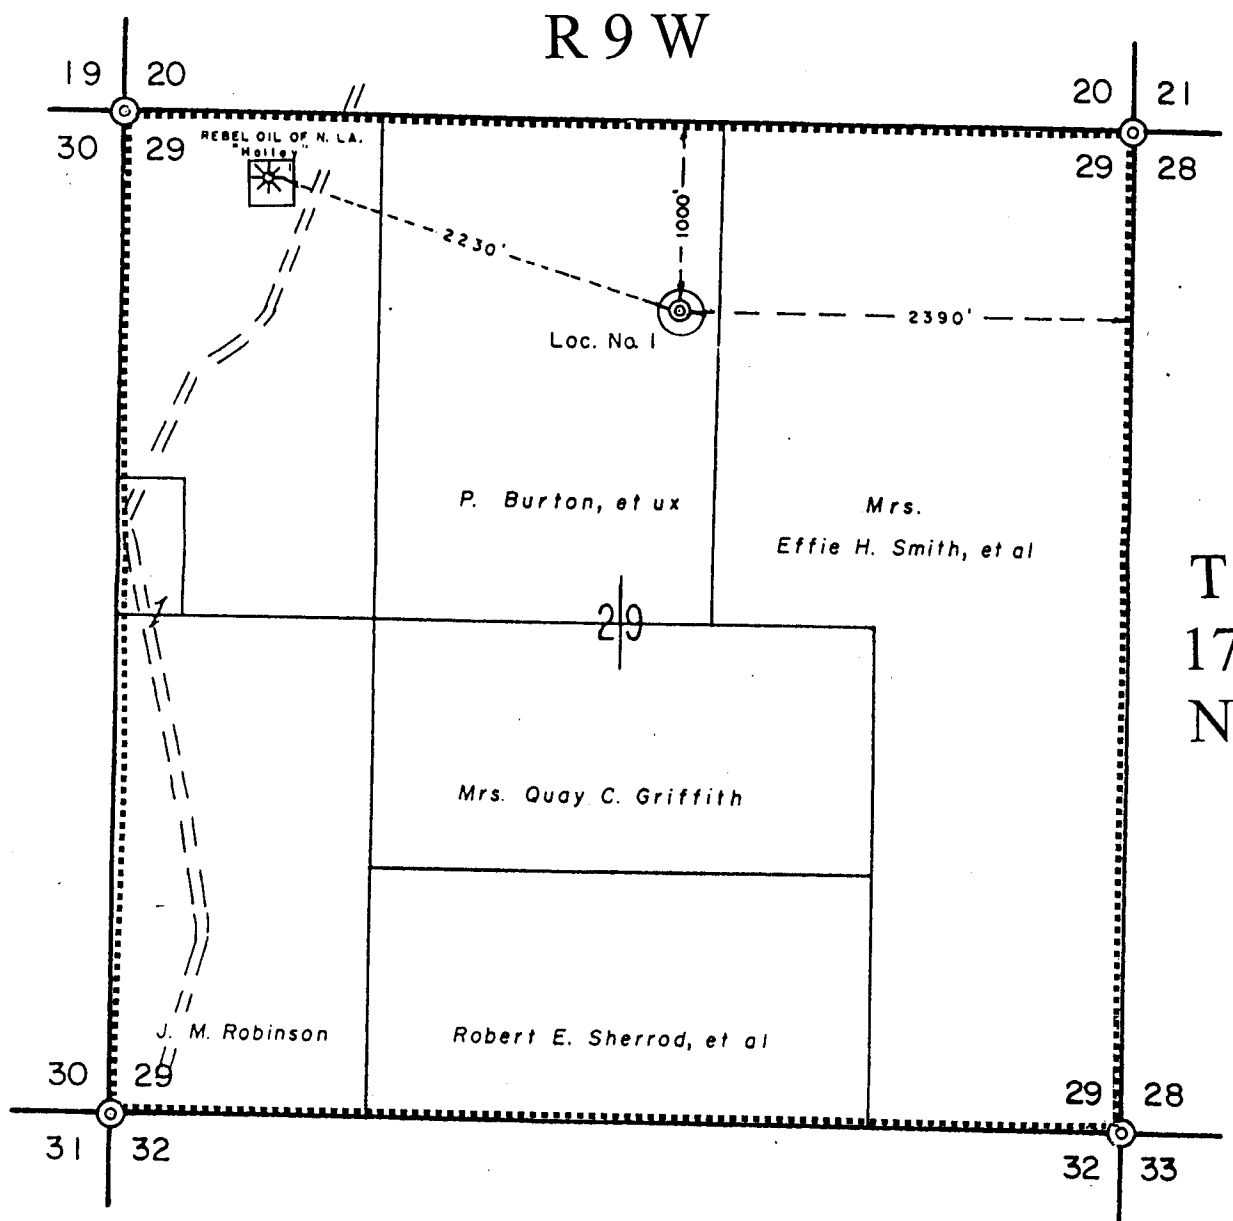 R 9 W
19 20
20 21
30 29
29 28
REBEL OIL OF N. LA.
"Holley"
1000'
2230'
2390'
Loc. No. 1
P. Burton, et ux
Mrs.
Effie H. Smith, et al
T
17
N
29
Mrs. Quay C. Griffith
J. M. Robinson
Robert E. Sherrod, et al
30 29
29 28
31 32
32 33